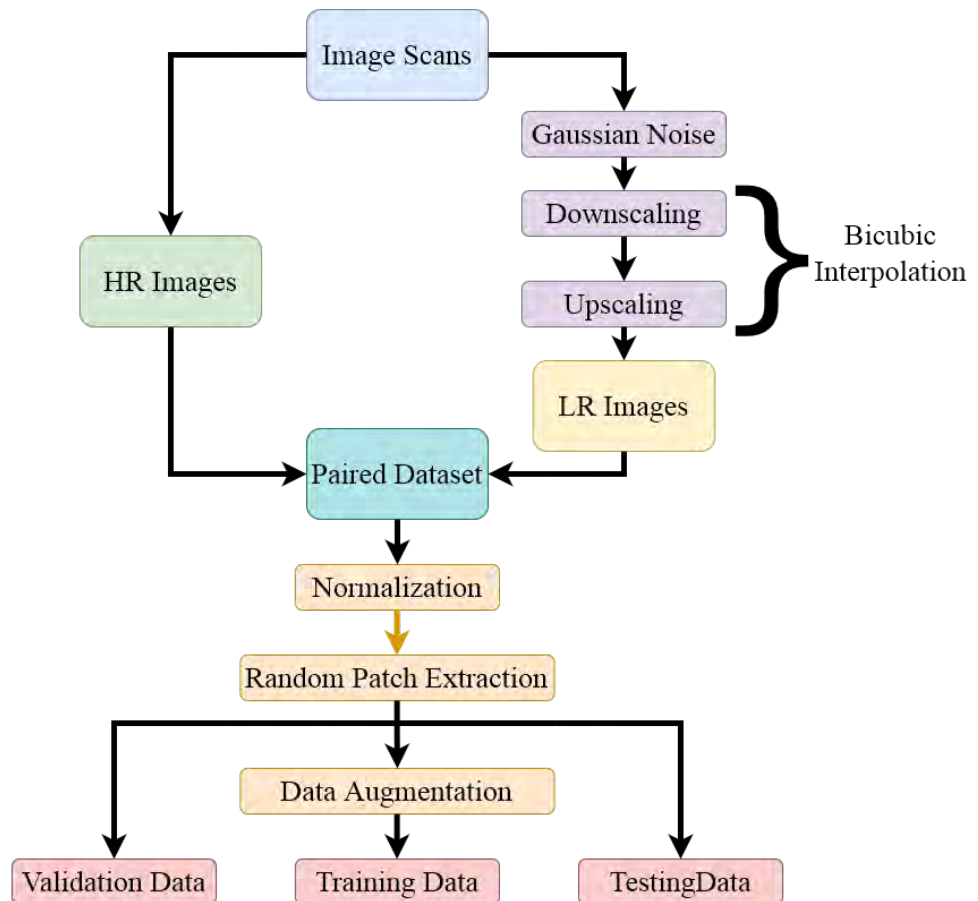 Image Scans
Gaussian Noise
Downscaling
Bicubic
Interpolation
HR Images
Upscaling
LR Images
Paired Dataset
Normalization
Random Patch Extraction
Data Augmentation
Validation Data
Training Data
TestingData